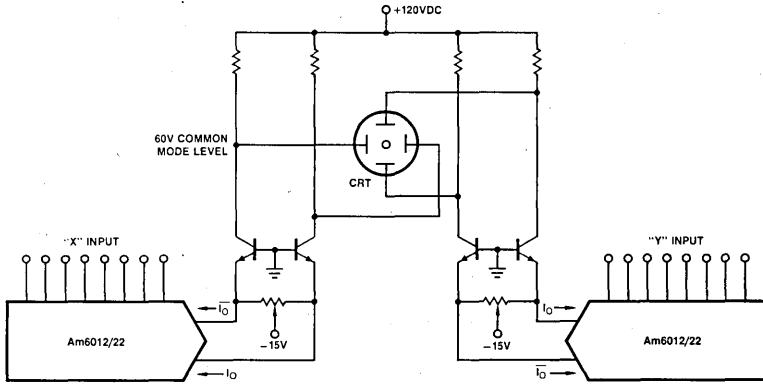 +120VDC
60V COMMON
MODE LEVEL
CRT
"X" INPUT
"Y" INPUT
I̅O̅
IO
Am6012/22
Am6012/22
-15V
-15V
IO
I̅O̅